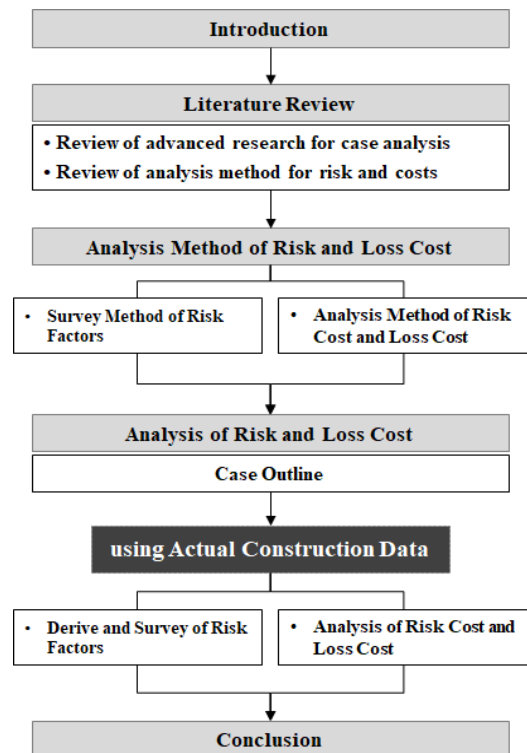 Introduction
Literature Review
• Review of advanced research for case analysis
• Review of analysis method for risk and costs
Analysis Method of Risk and Loss Cost
• Survey Method of Risk
Factors
• Analysis Method of Risk
Cost and Loss Cost
Analysis of Risk and Loss Cost
Case Outline
using Actual Construction Data
• Derive and Survey of Risk
Factors
• Analysis of Risk Cost and
Loss Cost
Conclusion